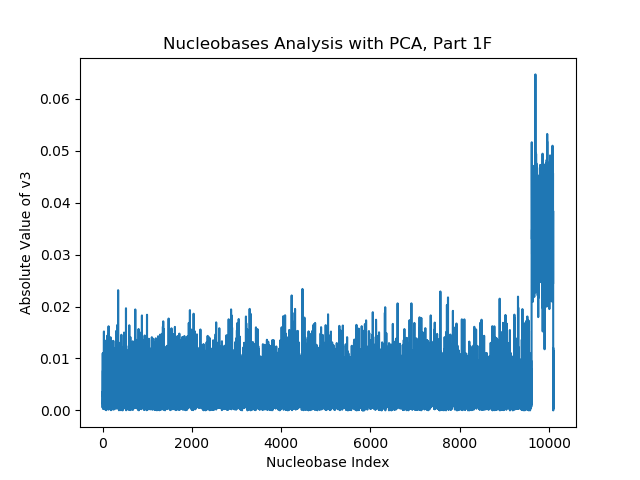 Nucleobases Analysis with PCA, Part 1F
Absolute Value of v3
0.06
0.05
0.04
0.03
0.02
0.01
0.00
0 2000 4000 6000 8000 10000
Nucleobase Index